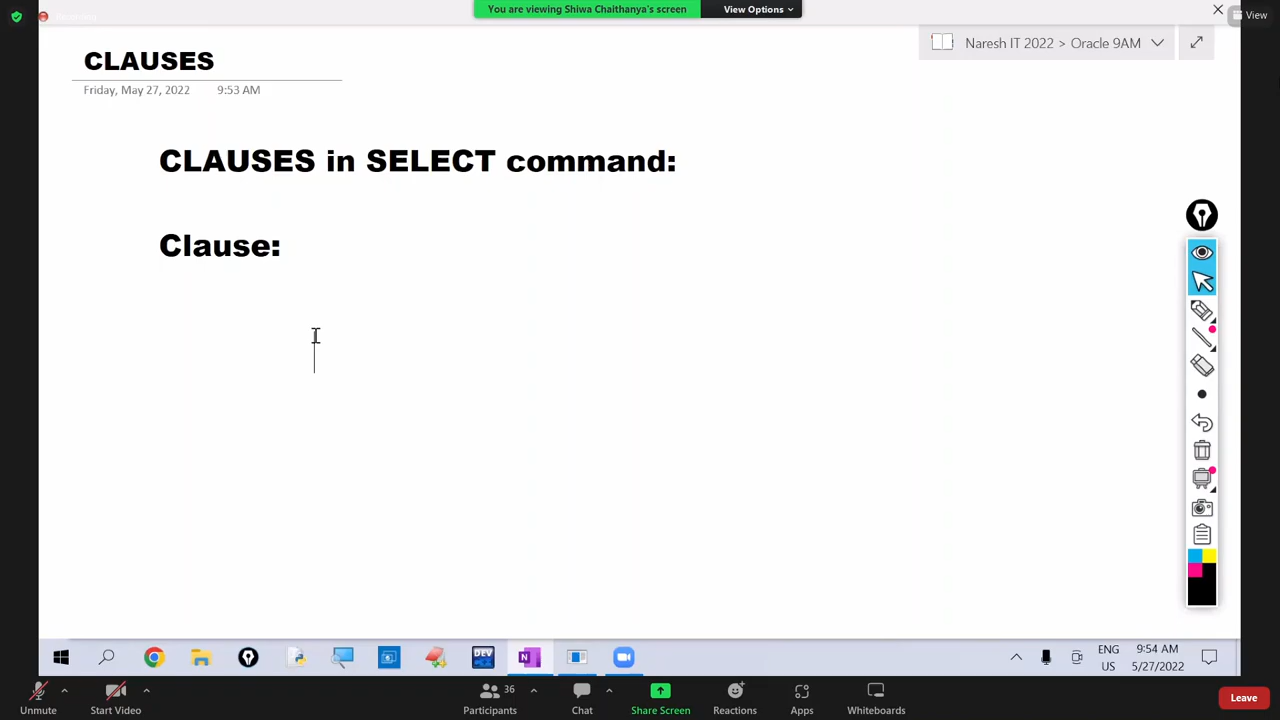 You are viewing Shiwa Chaithanya's screen
View Options
View
CLAUSES
Naresh IT 2022 > Oracle 9AM
Friday, May 27, 2022 9:53 AM
CLAUSES in SELECT command:
Clause:
DEV
N
ENG
US
9:54 AM
5/27/2022
Unmute
Start Video
36
Participants
Chat
Share Screen
Reactions
Apps
Whiteboards
Leave